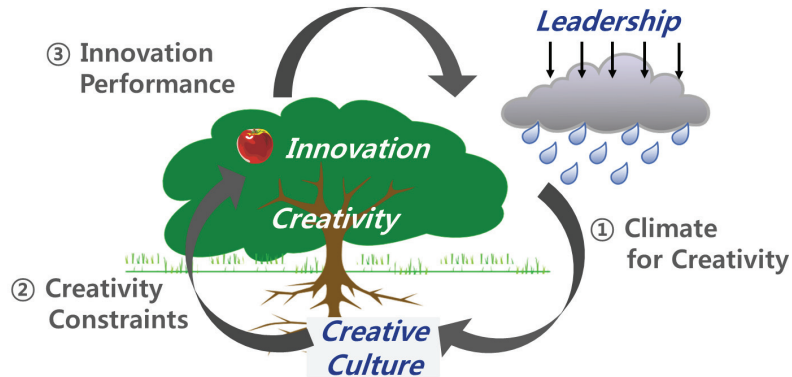 Leadership
③ Innovation
Performance
Innovation
Creativity
① Climate
for Creativity
② Creativity
Constraints
Creative
Culture